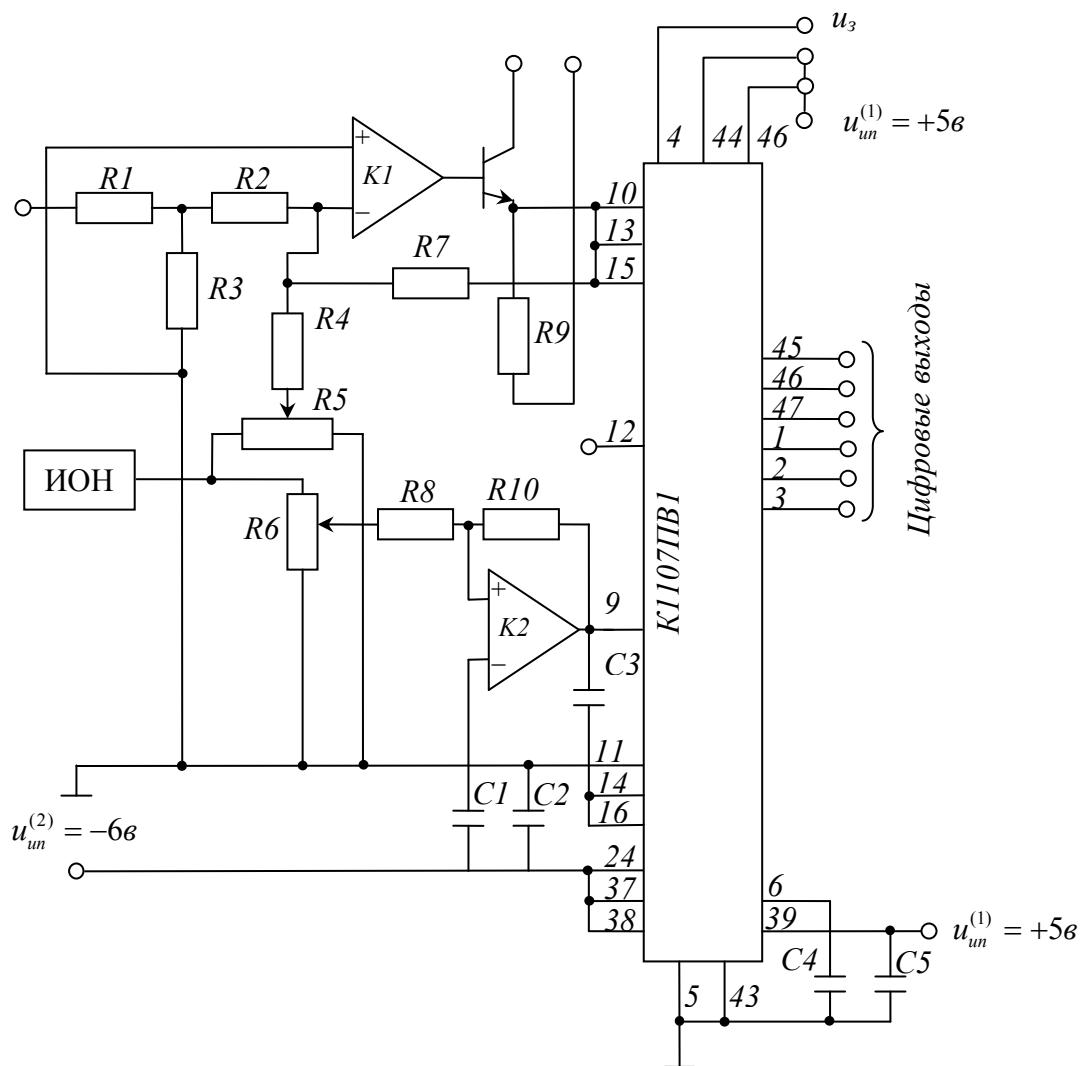 u_з
u_ип^(1) = +5в
4
44
46
K1
R1
R2
10
13
15
R7
R3
R4
R9
R5
12
ИОН
R6
R8
R10
45
46
47
1
2
3
Цифровые выходы
К1107ПВ1
K2
9
C3
11
14
16
C1
C2
u_ип^(2) = −6в
24
37
38
6
39
u_ип^(1) = +5в
C4
C5
5
43